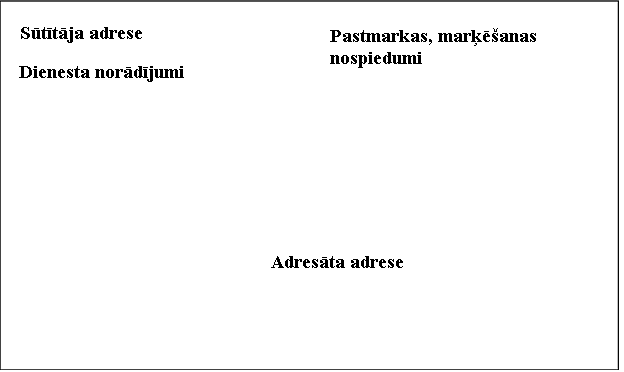 Sūtītāja adrese
Pastmarkas, marķēšanas
nospiedumi
Dienesta norādījumi
Adresāta adrese